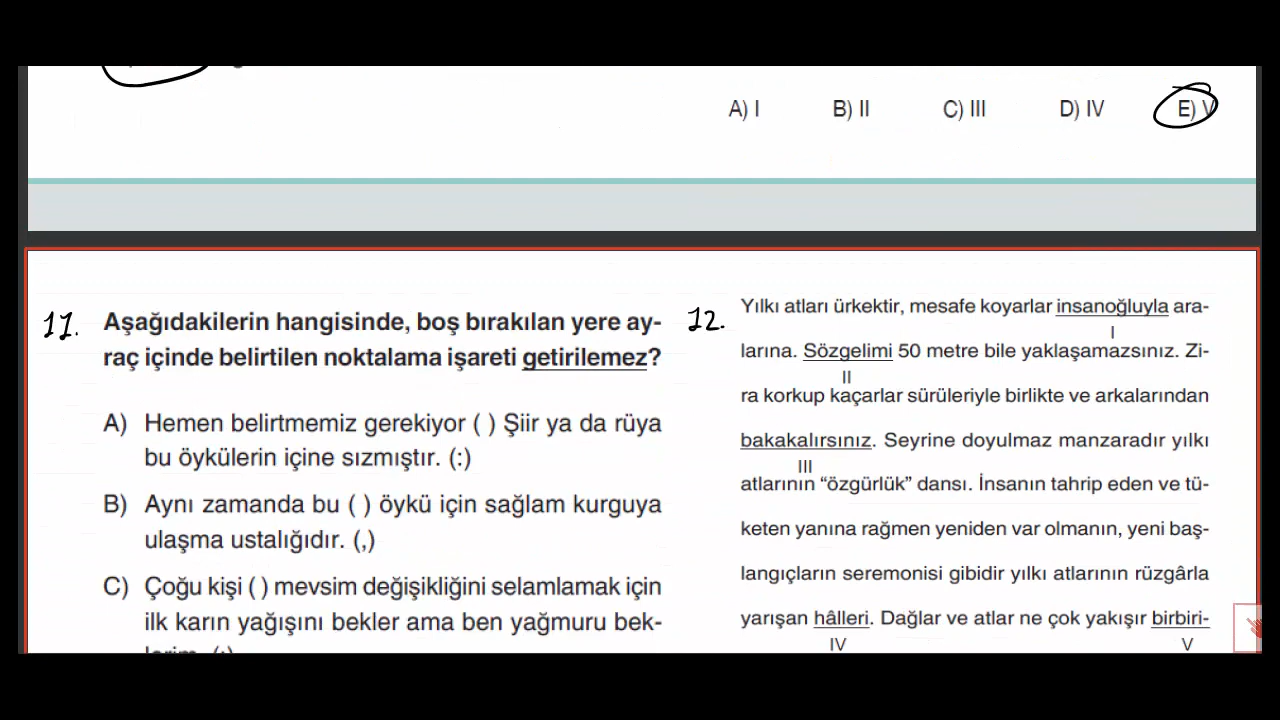 A) I B) II C) III D) IV E) V
11. Aşağıdakilerin hangisinde, boş bırakılan yere ay-
raç içinde belirtilen noktalama işareti getirilemez?
A) Hemen belirtmemiz gerekiyor ( ) Şiir ya da rüya
bu öykülerin içine sızmıştır. (:)
B) Aynı zamanda bu ( ) öykü için sağlam kurguya
ulaşma ustalığıdır. (,)
C) Çoğu kişi ( ) mevsim değişikliğini selamlamak için
ilk karın yağışını bekler ama ben yağmuru bek-
12. Yılkı atları ürkektir, mesafe koyarlar insanoğluyla ara-
I
larına. Sözgelimi 50 metre bile yaklaşamazsınız. Zi-
II
ra korkup kaçarlar sürüleriyle birlikte ve arkalarından
bakakalırsınız. Seyrine doyulmaz manzaradır yılkı
III
atlarının “özgürlük” dansı. İnsanın tahrip eden ve tü-
keten yanına rağmen yeniden var olmanın, yeni baş-
langıçların seremonisi gibidir yılkı atlarının rüzgârla
yarışan hâlleri. Dağlar ve atlar ne çok yakışır birbiri-
IV V